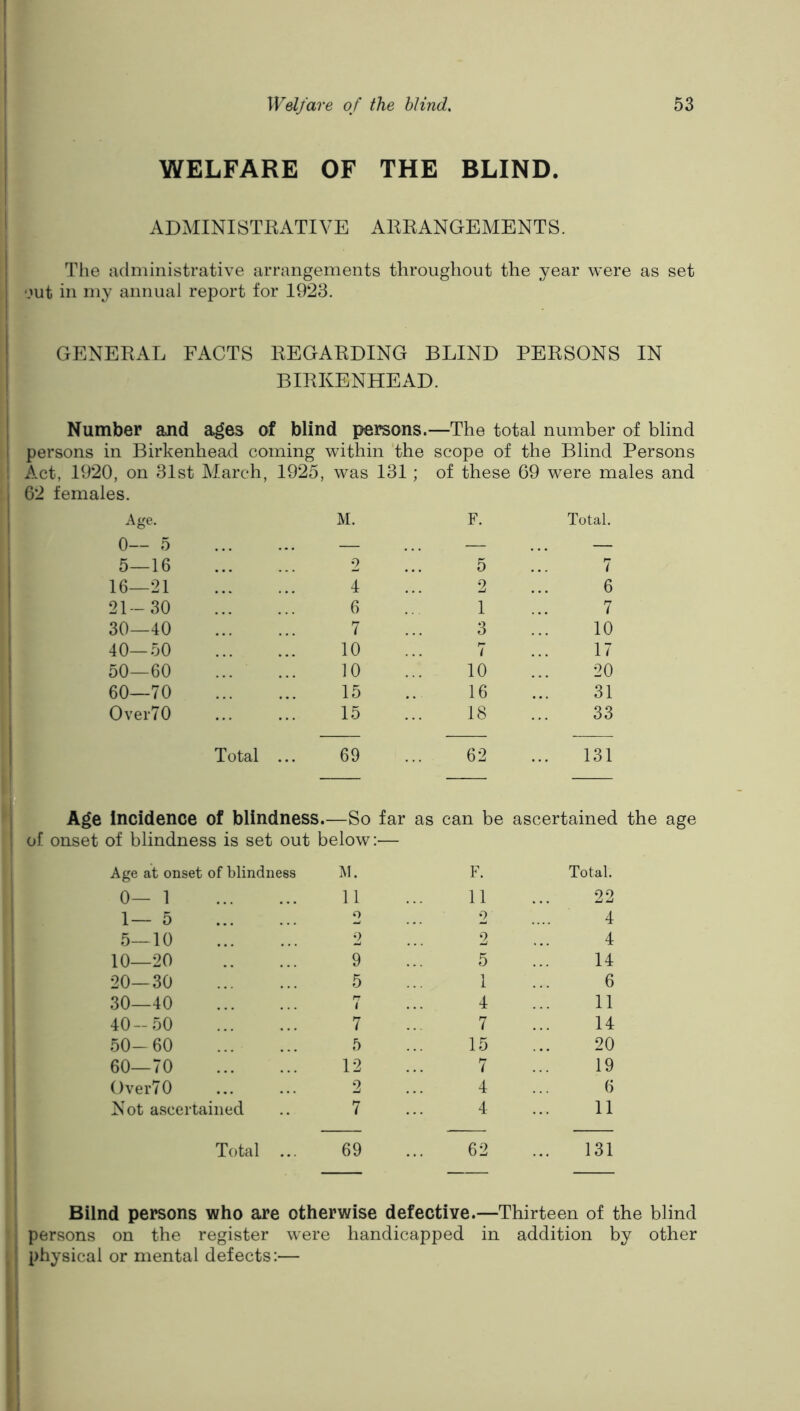 Welfare of the blind. 53
WELFARE OF THE BLIND.
ADMINISTRATIVE ARRANGEMENTS.
The administrative arrangements throughout the year were as set
out in my annual report for 1923.
GENERAL FACTS REGARDING BLIND PERSONS IN
BIRKENHEAD.
Number and ages of blind persons.—The total number of blind
persons in Birkenhead coming within the scope of the Blind Persons
Act, 1920, on 31st March, 1925, was 131 ; of these 69 were males and
62 females.
Age. M. F. Total.
0— 5 ... ... — ... — ... —
5—16 ... ... 2 ... 5 ... 7
16—21 ... ... 4 ... 2 ... 6
21-30 ... ... 6 ... 1 ... 7
30—40 ... ... 7 ... 3 ... 10
40—50 ... ... 10 ... 7 ... 17
50—60 ... ... 10 ... 10 ... 20
60—70 ... ... 15 .. 16 ... 31
Over70 ... ... 15 ... 18 ... 33
Total ... 69 ... 62 ... 131
Age Incidence of blindness.—So far as can be ascertained the age
of onset of blindness is set out below:—
Age at onset of blindness M. F. Total.
0— 1 ... ... 11 ... 11 ... 22
1— 5 ... ... 2 ... 2 .... 4
5—10 ... ... 2 ... 2 ... 4
10—20 .. ... 9 ... 5 ... 14
20—30 ... ... 5 ... 1 ... 6
30—40 ... ... 7 ... 4 ... 11
40-50 ... ... 7 ... 7 ... 14
50-60 ... ... 5 ... 15 ... 20
60—70 ... ... 12 ... 7 ... 19
Over70 ... ... 2 ... 4 ... 6
Not ascertained .. 7 ... 4 ... 11
Total ... 69 ... 62 ... 131
Bilnd persons who are otherwise defective.—Thirteen of the blind
persons on the register were handicapped in addition by other
physical or mental defects:—